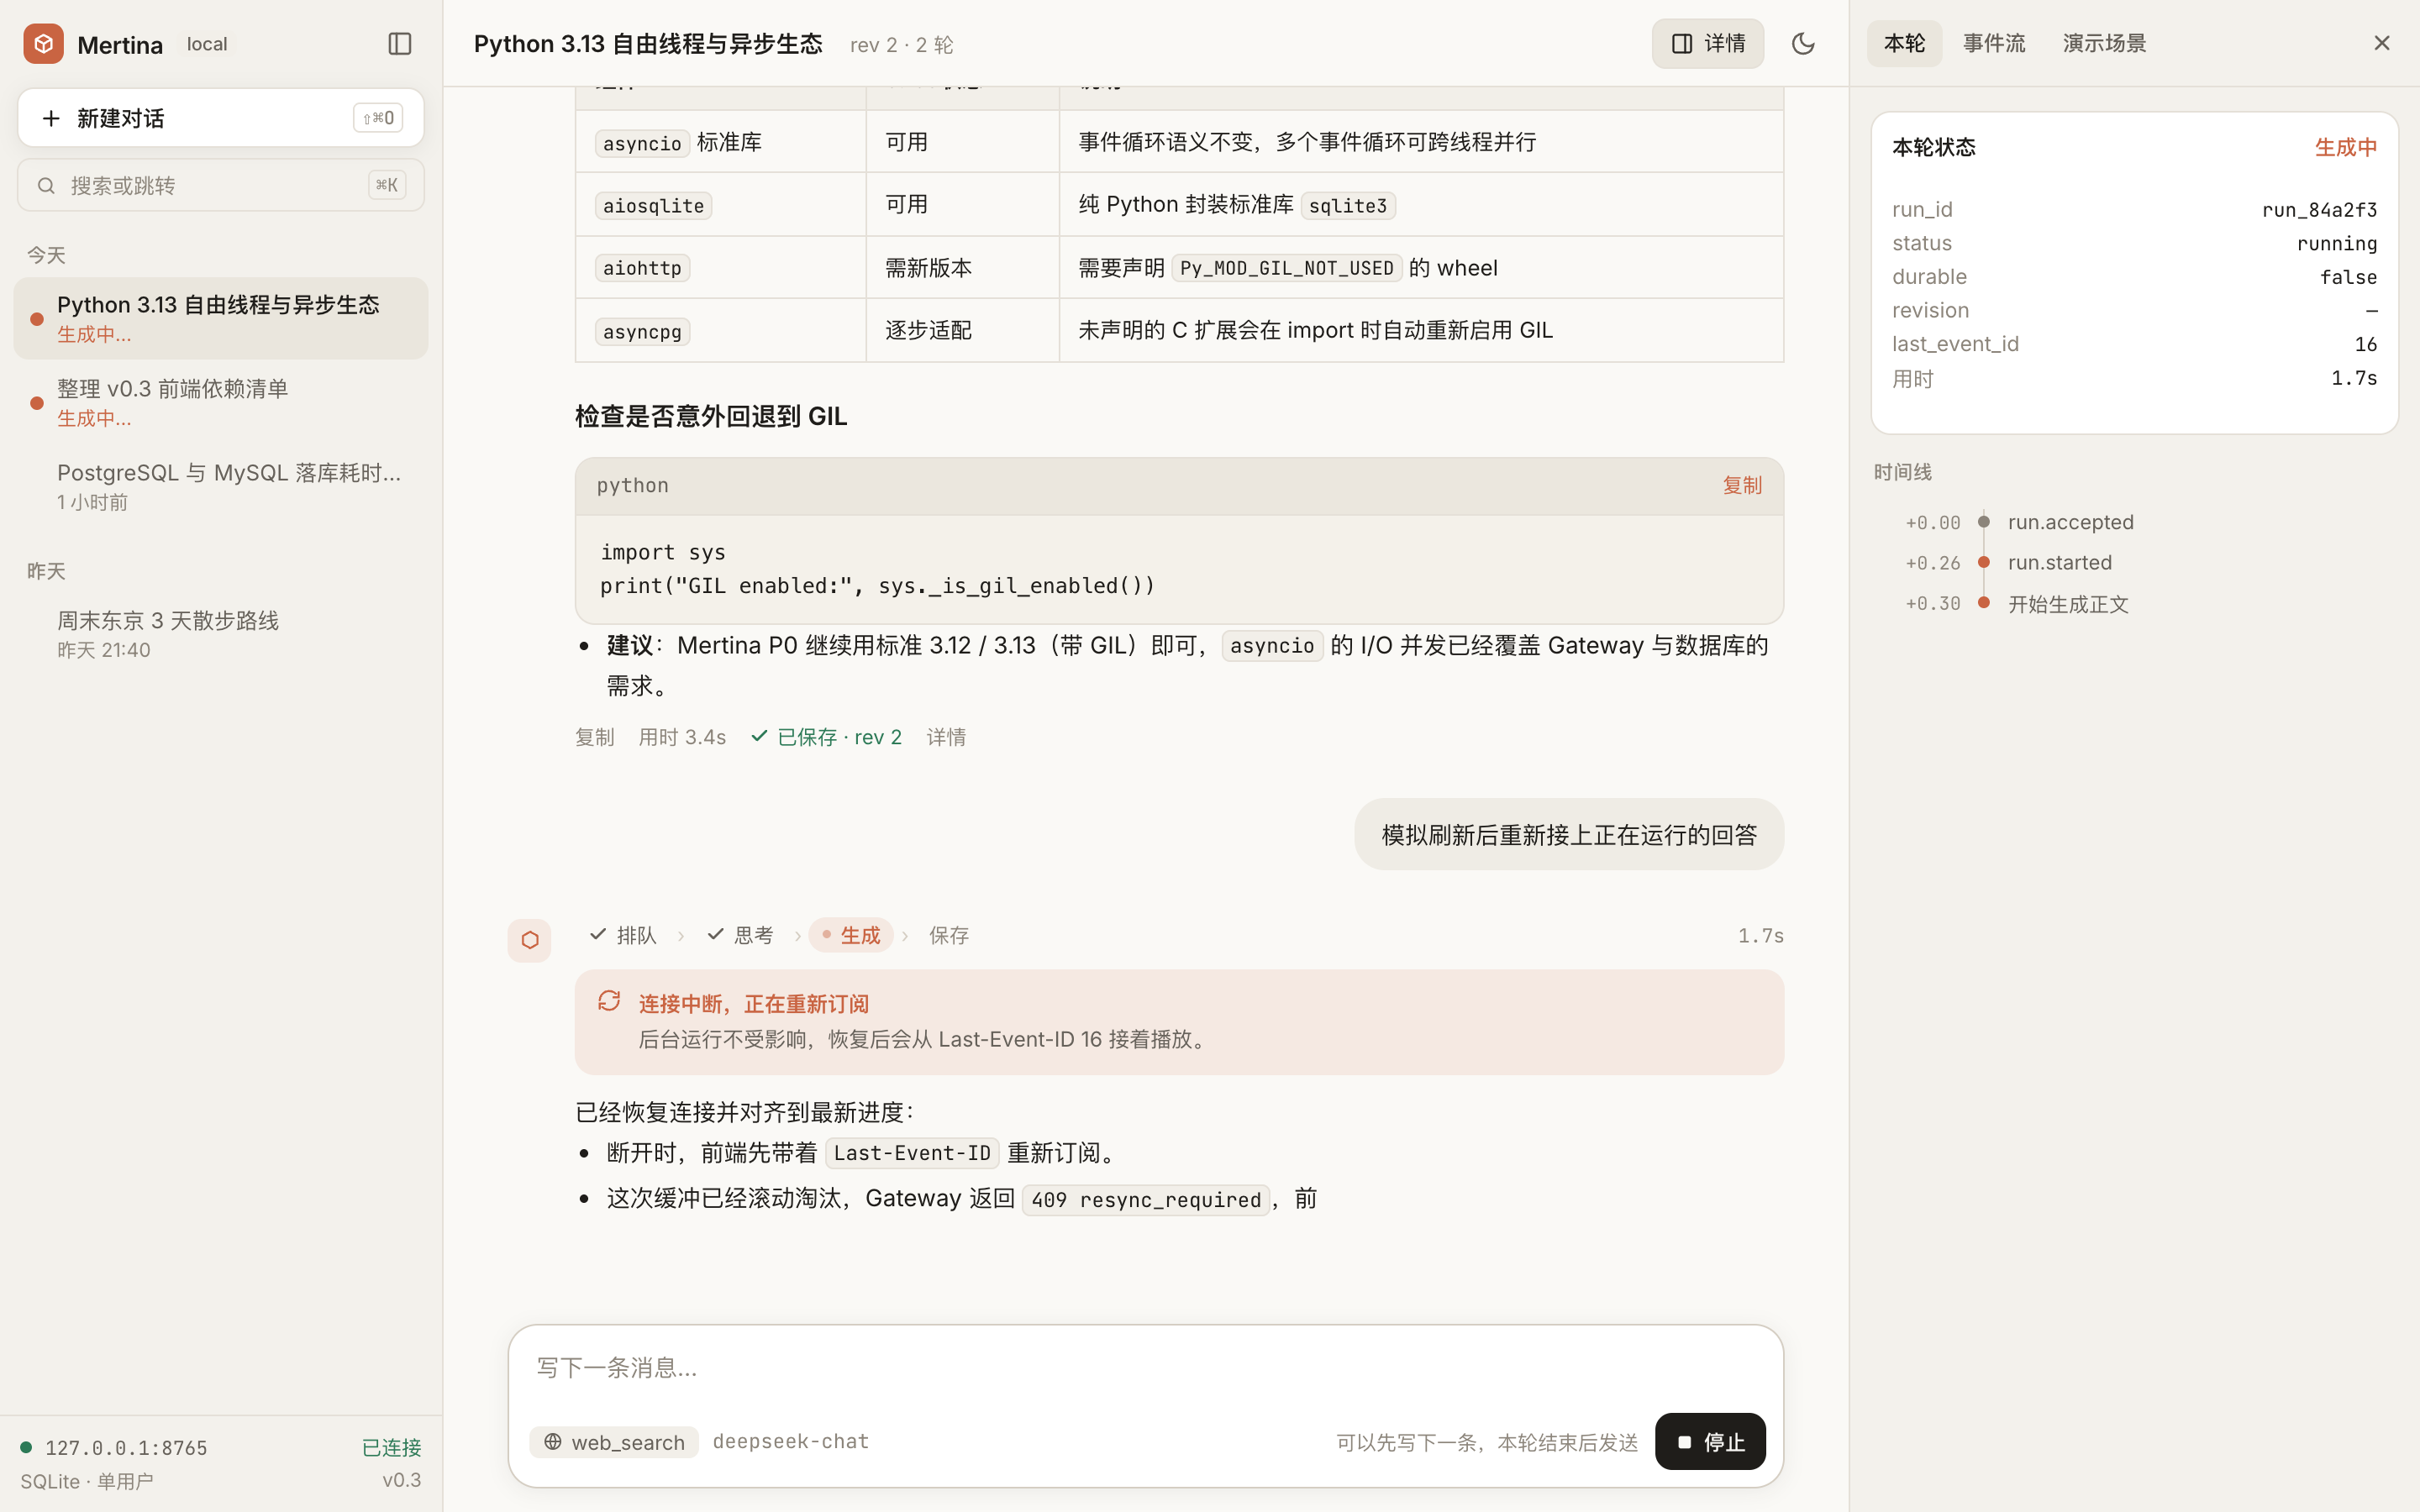 Mertina local
新建对话 ⇧⌘O
搜索或跳转 ⌘K
今天
Python 3.13 自由线程与异步生态
生成中…
整理 v0.3 前端依赖清单
生成中…
PostgreSQL 与 MySQL 落库耗时…
1 小时前
昨天
周末东京 3 天散步路线
昨天 21:40
127.0.0.1:8765 已连接
SQLite · 单用户 v0.3
Python 3.13 自由线程与异步生态 rev 2 · 2 轮
详情
asyncio 标准库 可用 事件循环语义不变，多个事件循环可跨线程并行
aiosqlite 可用 纯 Python 封装标准库 sqlite3
aiohttp 需新版本 需要声明 Py_MOD_GIL_NOT_USED 的 wheel
asyncpg 逐步适配 未声明的 C 扩展会在 import 时自动重新启用 GIL
检查是否意外回退到 GIL
python 复制
import sys
print("GIL enabled:", sys._is_gil_enabled())
建议：Mertina P0 继续用标准 3.12 / 3.13（带 GIL）即可，asyncio 的 I/O 并发已经覆盖 Gateway 与数据库的
需求。
复制 用时 3.4s 已保存 · rev 2 详情
模拟刷新后重新接上正在运行的回答
排队 › 思考 › 生成 › 保存 1.7s
连接中断，正在重新订阅
后台运行不受影响，恢复后会从 Last-Event-ID 16 接着播放。
已经恢复连接并对齐到最新进度：
断开时，前端先带着 Last-Event-ID 重新订阅。
这次缓冲已经滚动淘汰，Gateway 返回 409 resync_required，前
写下一条消息…
web_search deepseek-chat 可以先写下一条，本轮结束后发送 停止
本轮 事件流 演示场景
本轮状态 生成中
run_id run_84a2f3
status running
durable false
revision –
last_event_id 16
用时 1.7s
时间线
+0.00 run.accepted
+0.26 run.started
+0.30 开始生成正文